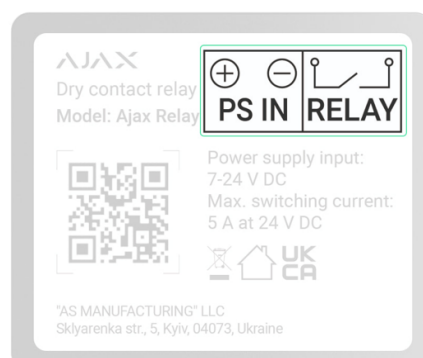 AJAX
Dry contact relay
Model: Ajax Relay
PS IN RELAY
Power supply input:
7-24 V DC
Max. switching current:
5 A at 24 V DC
UK
CA
"AS MANUFACTURING" LLC
Sklyarenka str., 5, Kyiv, 04073, Ukraine